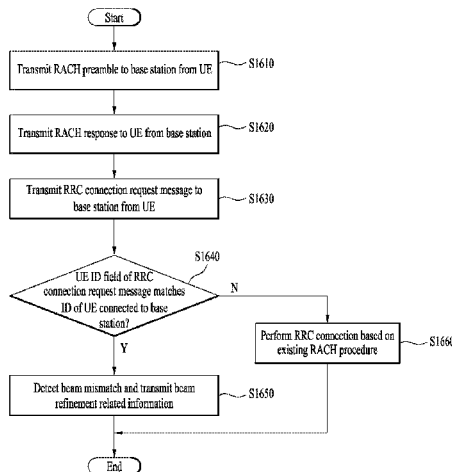 Start
Transmit RACH preamble to base station from UE
S1610
Transmit RACH response to UE from base station
S1620
Transmit RRC connection request message to
base station from UE
S1630
S1640
UE ID field of RRC
connection request message matches
ID of UE connected to base
station?
N
Y
Perform RRC connection based on
existing RACH procedure
S1660
Detect beam mismatch and transmit beam
refinement related information
S1650
End